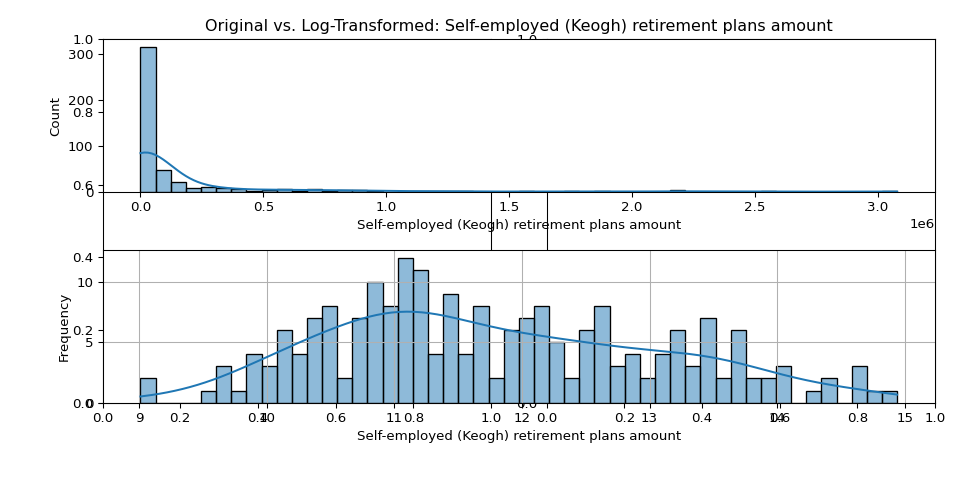 Original vs. Log-Transformed: Self-employed (Keogh) retirement plans amount
1.0
300
200
0.8
100
0.6
0
Count
0.0 0.5 1.0 1.5 2.0 2.5 3.0
1e6
Self-employed (Keogh) retirement plans amount
0.4
10
0.2
5
0.0
Frequency
0.0 9 0.2 0.4 10 0.6 11 0.8 1.0 12 0.0 0.2 13 0.4 14 0.6 0.8 15 1.0
Self-employed (Keogh) retirement plans amount